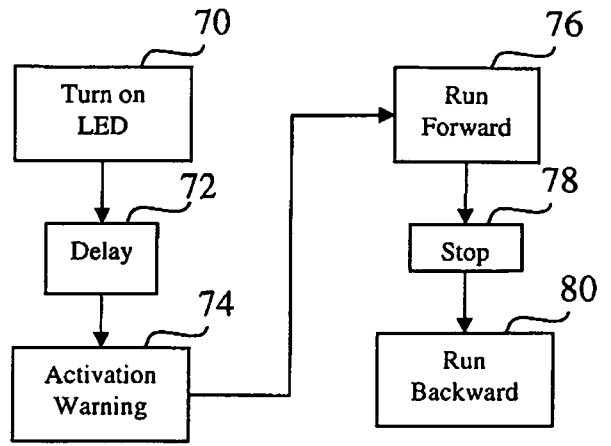 70
Turn on
LED
72
Delay
74
Activation
Warning
76
Run
Forward
78
Stop
80
Run
Backward